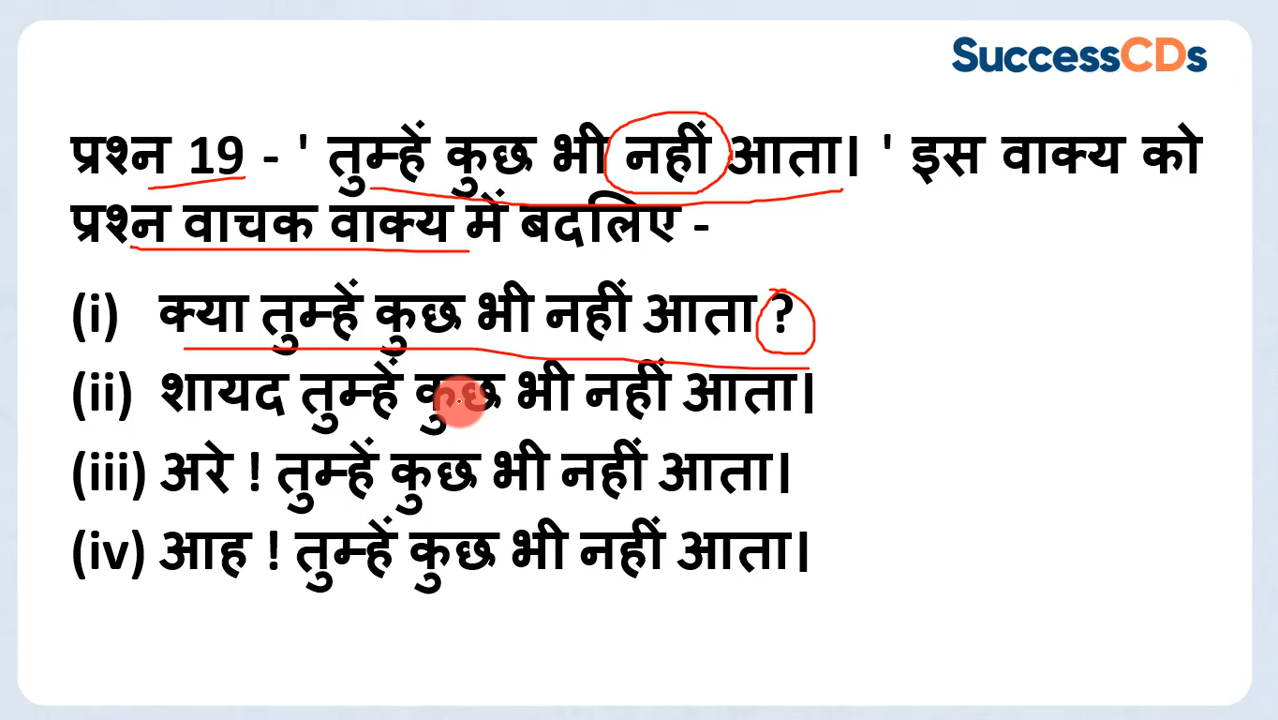 SuccessCDs
प्रश्न 19 - ' तुम्हें कुछ भी नहीं आता। ' इस वाक्य को
प्रश्न वाचक वाक्य में बदलिए -
(i) क्या तुम्हें कुछ भी नहीं आता ?
(ii) शायद तुम्हें कुछ भी नहीं आता।
(iii) अरे ! तुम्हें कुछ भी नहीं आता।
(iv) आह ! तुम्हें कुछ भी नहीं आता।